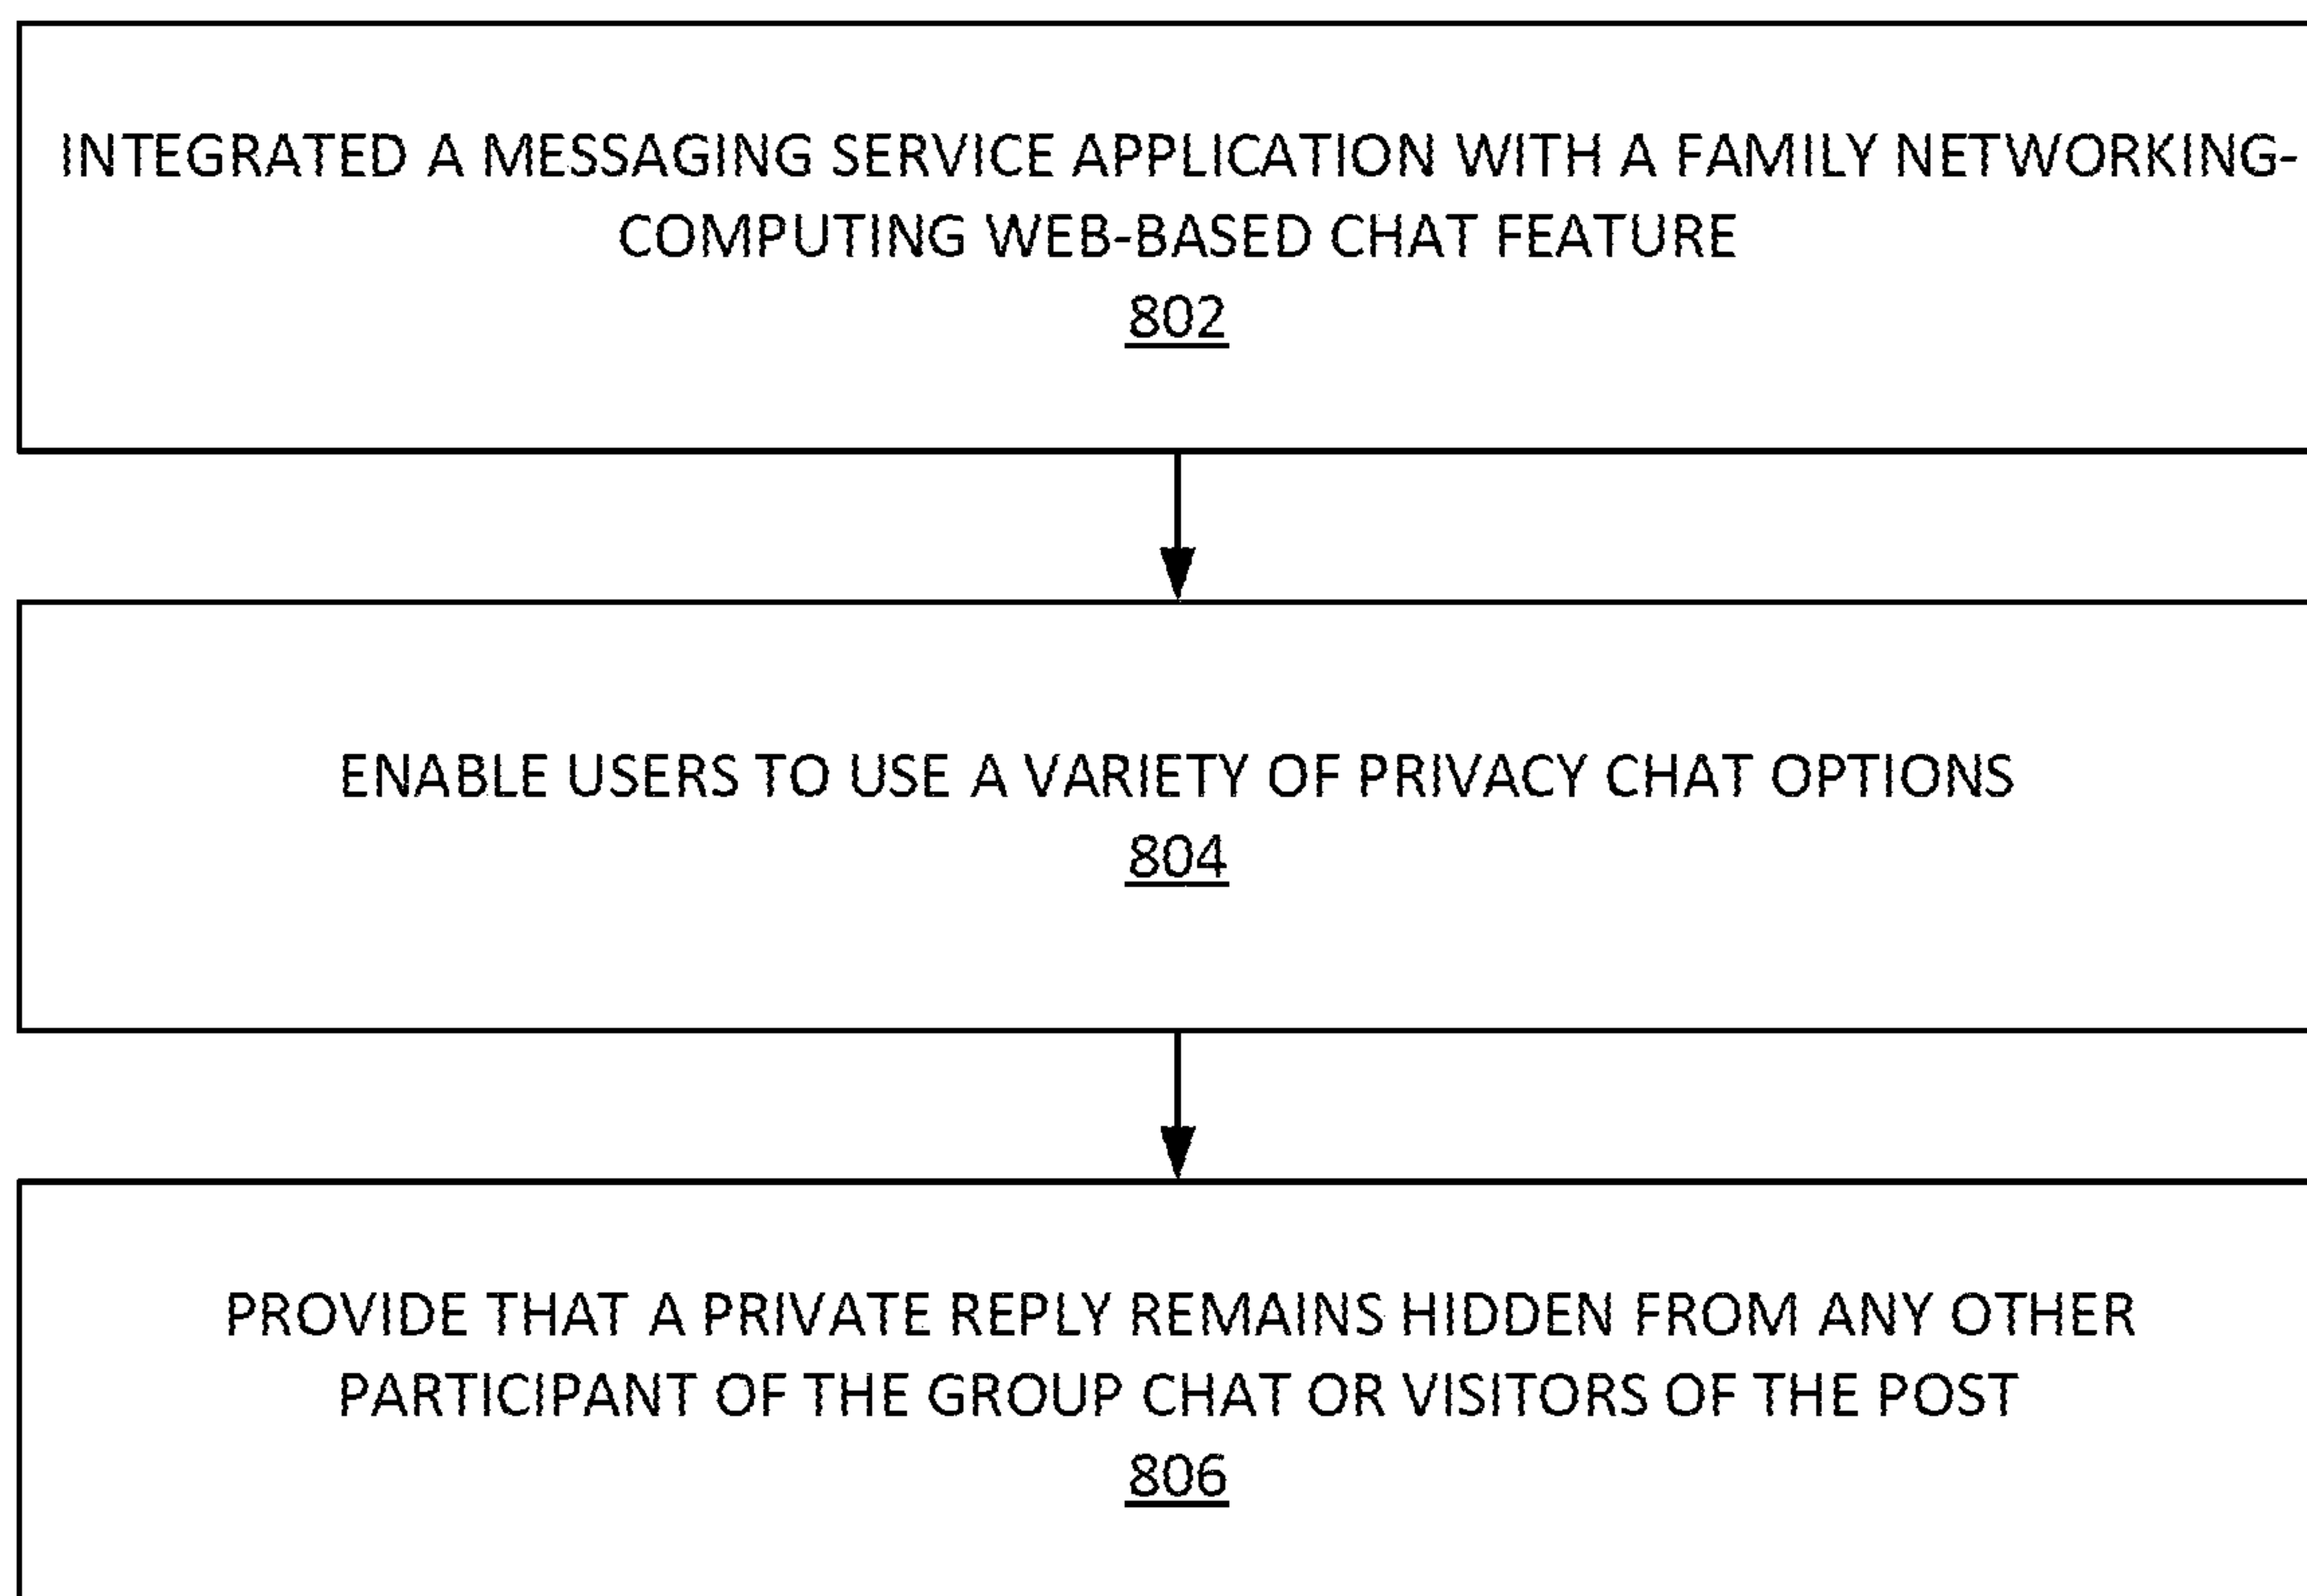 INTEGRATED A MESSAGING SERVICE APPLICATION WITH A FAMILY NETWORKING-
COMPUTING WEB-BASED CHAT FEATURE
802
ENABLE USERS TO USE A VARIETY OF PRIVACY CHAT OPTIONS
804
PROVIDE THAT A PRIVATE REPLY REMAINS HIDDEN FROM ANY OTHER
PARTICIPANT OF THE GROUP CHAT OR VISITORS OF THE POST
806